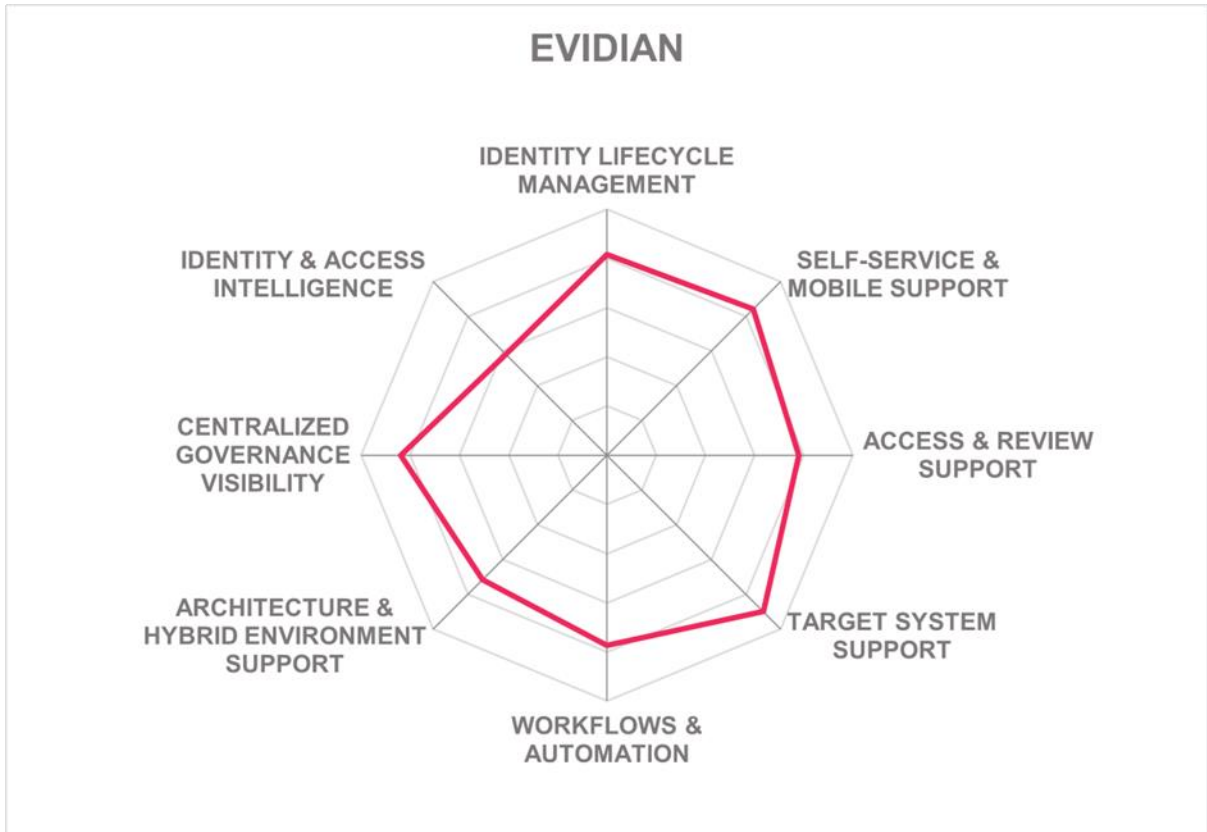 EVIDIAN
IDENTITY LIFECYCLE
MANAGEMENT
SELF-SERVICE &
MOBILE SUPPORT
ACCESS & REVIEW
SUPPORT
TARGET SYSTEM
SUPPORT
WORKFLOWS &
AUTOMATION
ARCHITECTURE &
HYBRID ENVIRONMENT
SUPPORT
CENTRALIZED
GOVERNANCE
VISIBILITY
IDENTITY & ACCESS
INTELLIGENCE